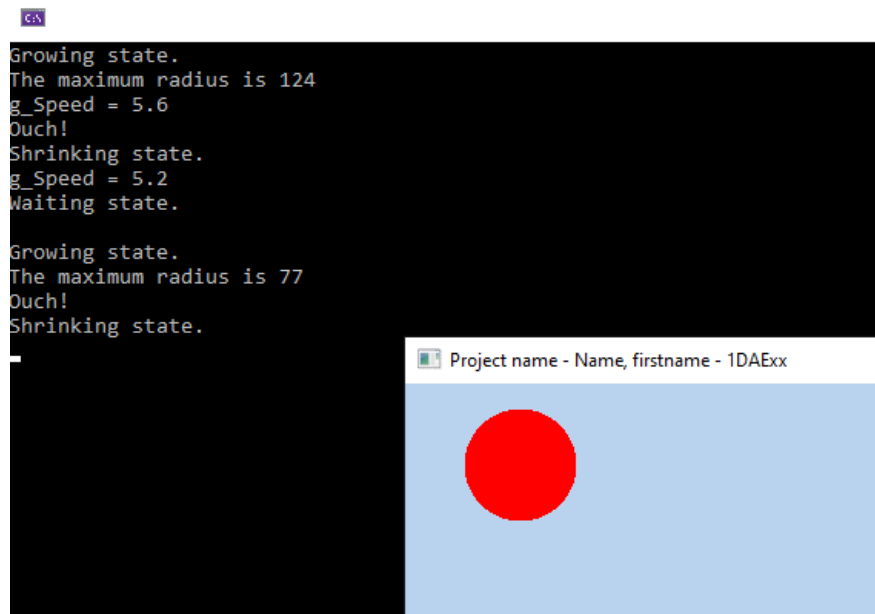 C:\
Growing state.
The maximum radius is 124
g_Speed = 5.6
Ouch!
Shrinking state.
g_Speed = 5.2
Waiting state.
Growing state.
The maximum radius is 77
Ouch!
Shrinking state.
Project name - Name, firstname - 1DAExx